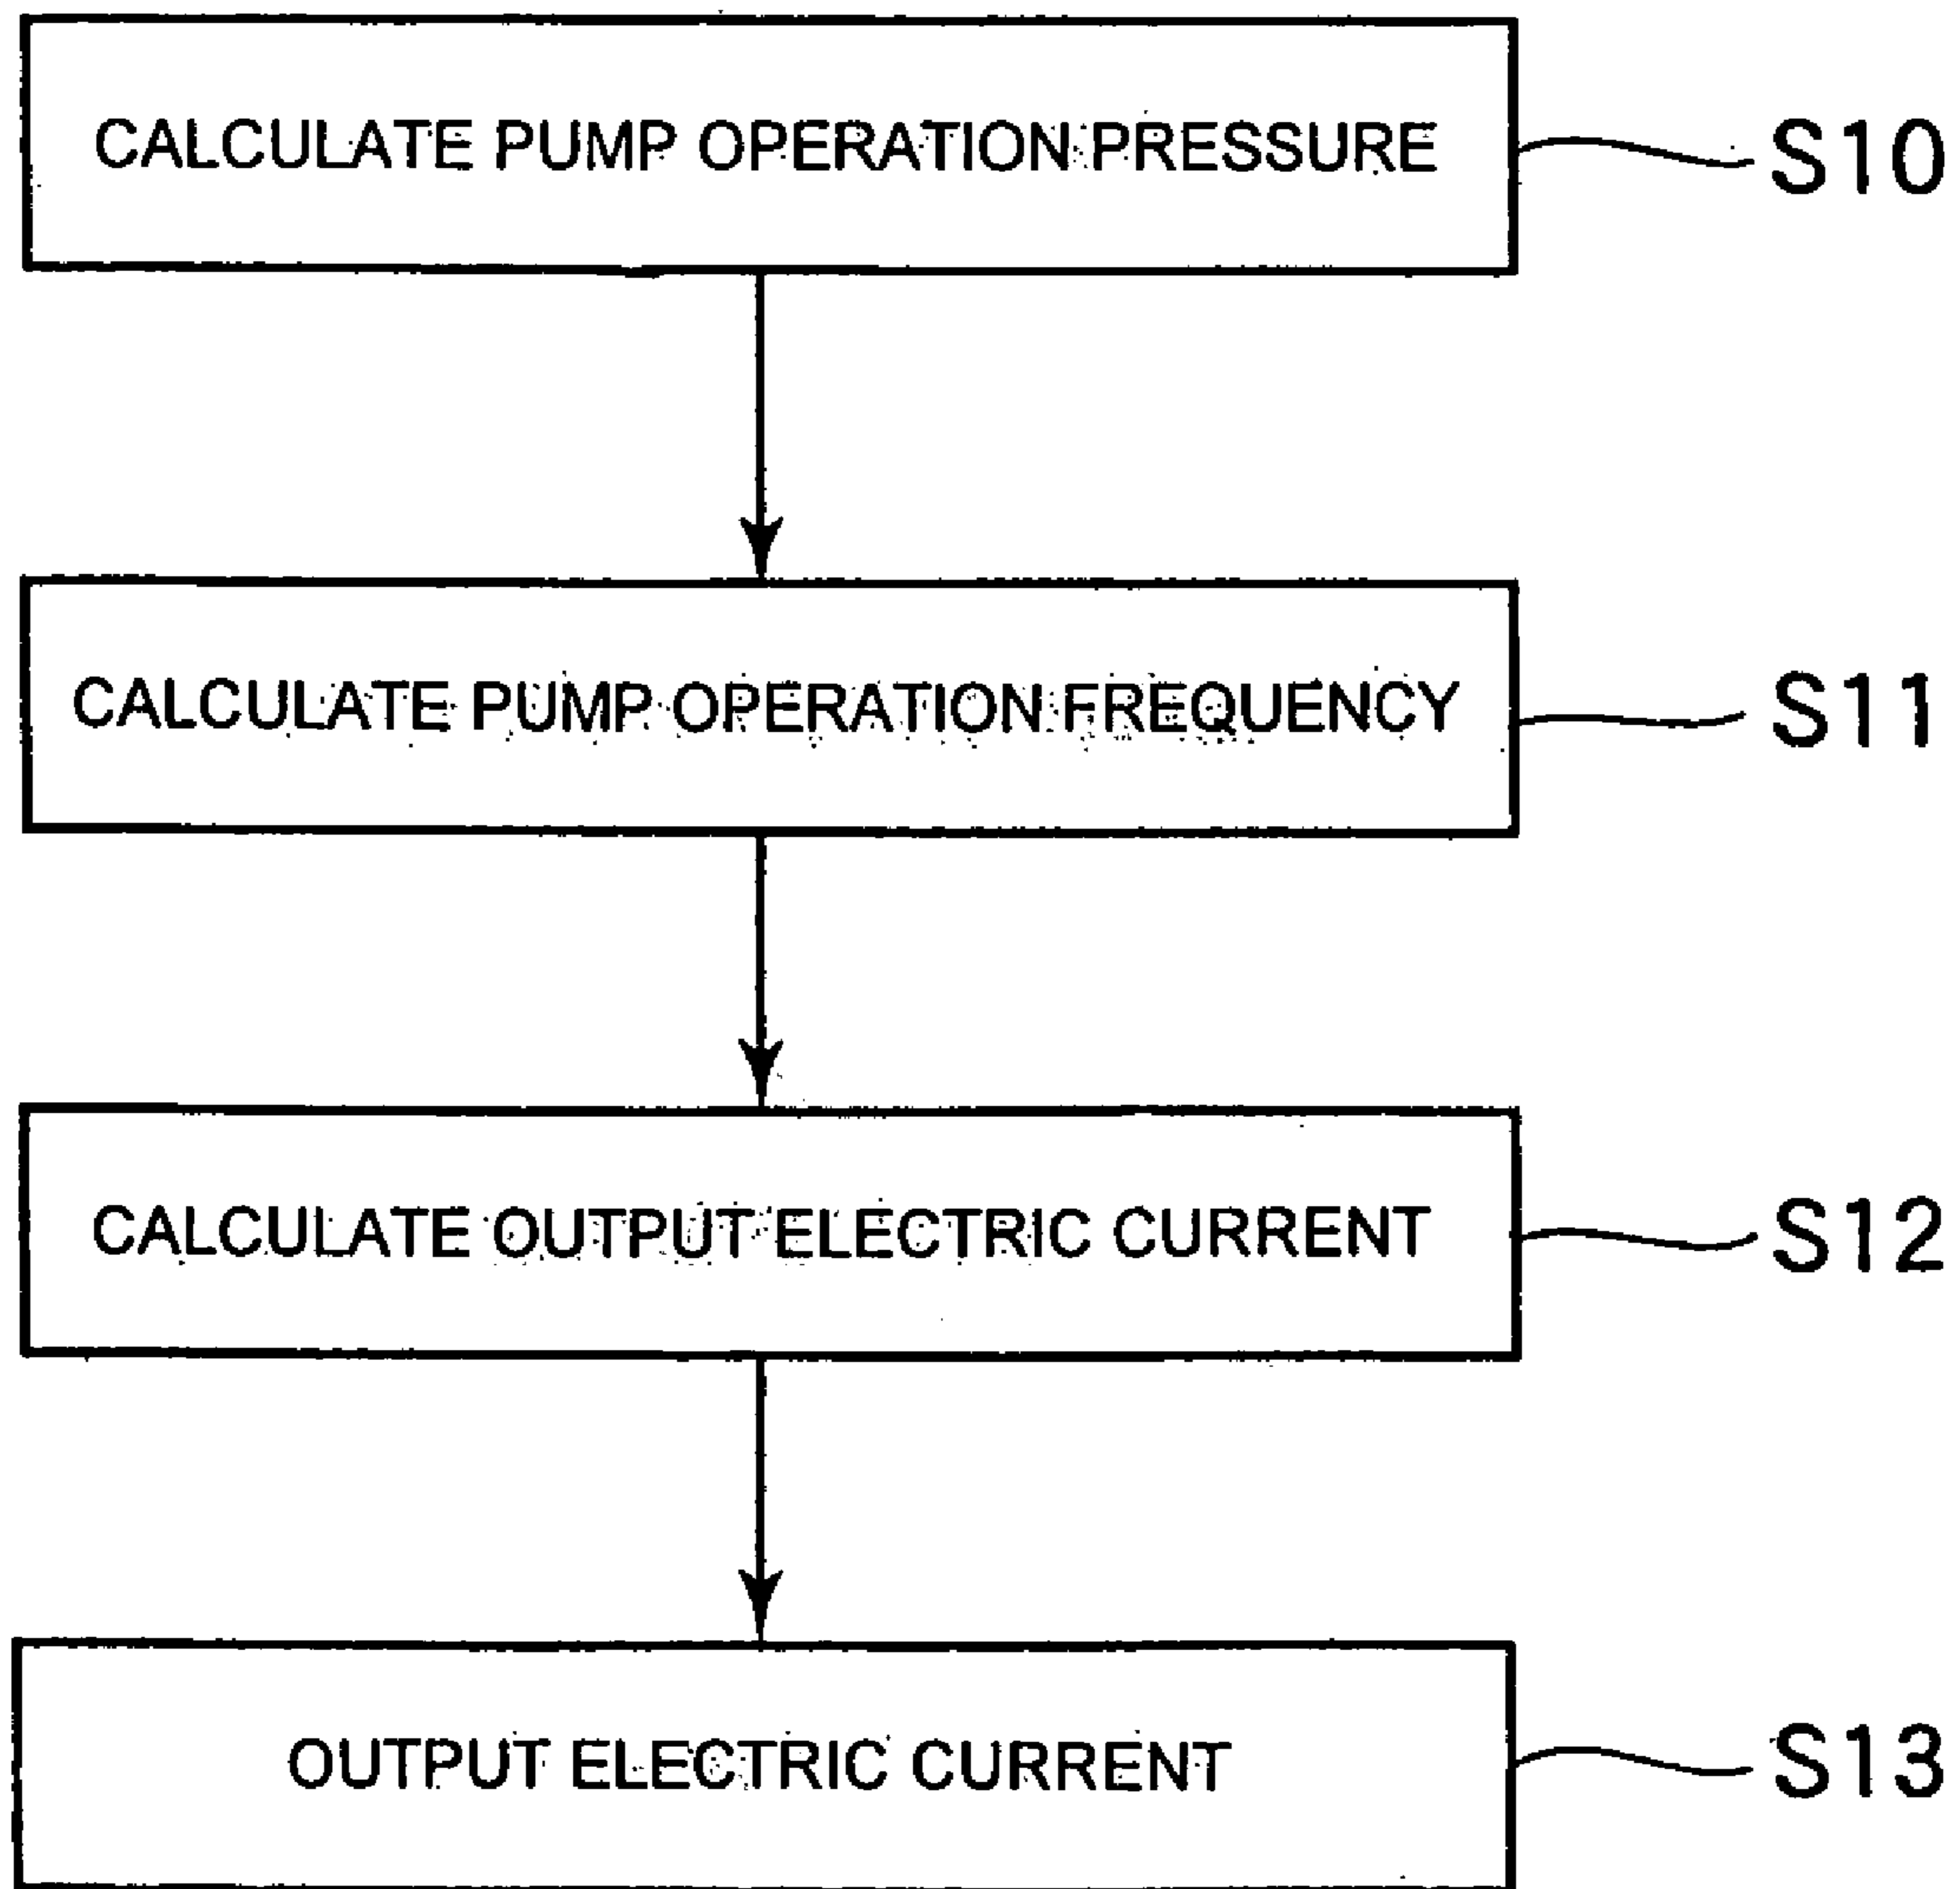 CALCULATE PUMP OPERATION PRESSURE
S10
CALCULATE PUMP OPERATION FREQUENCY
S11
CALCULATE OUTPUT ELECTRIC CURRENT
S12
OUTPUT ELECTRIC CURRENT
S13